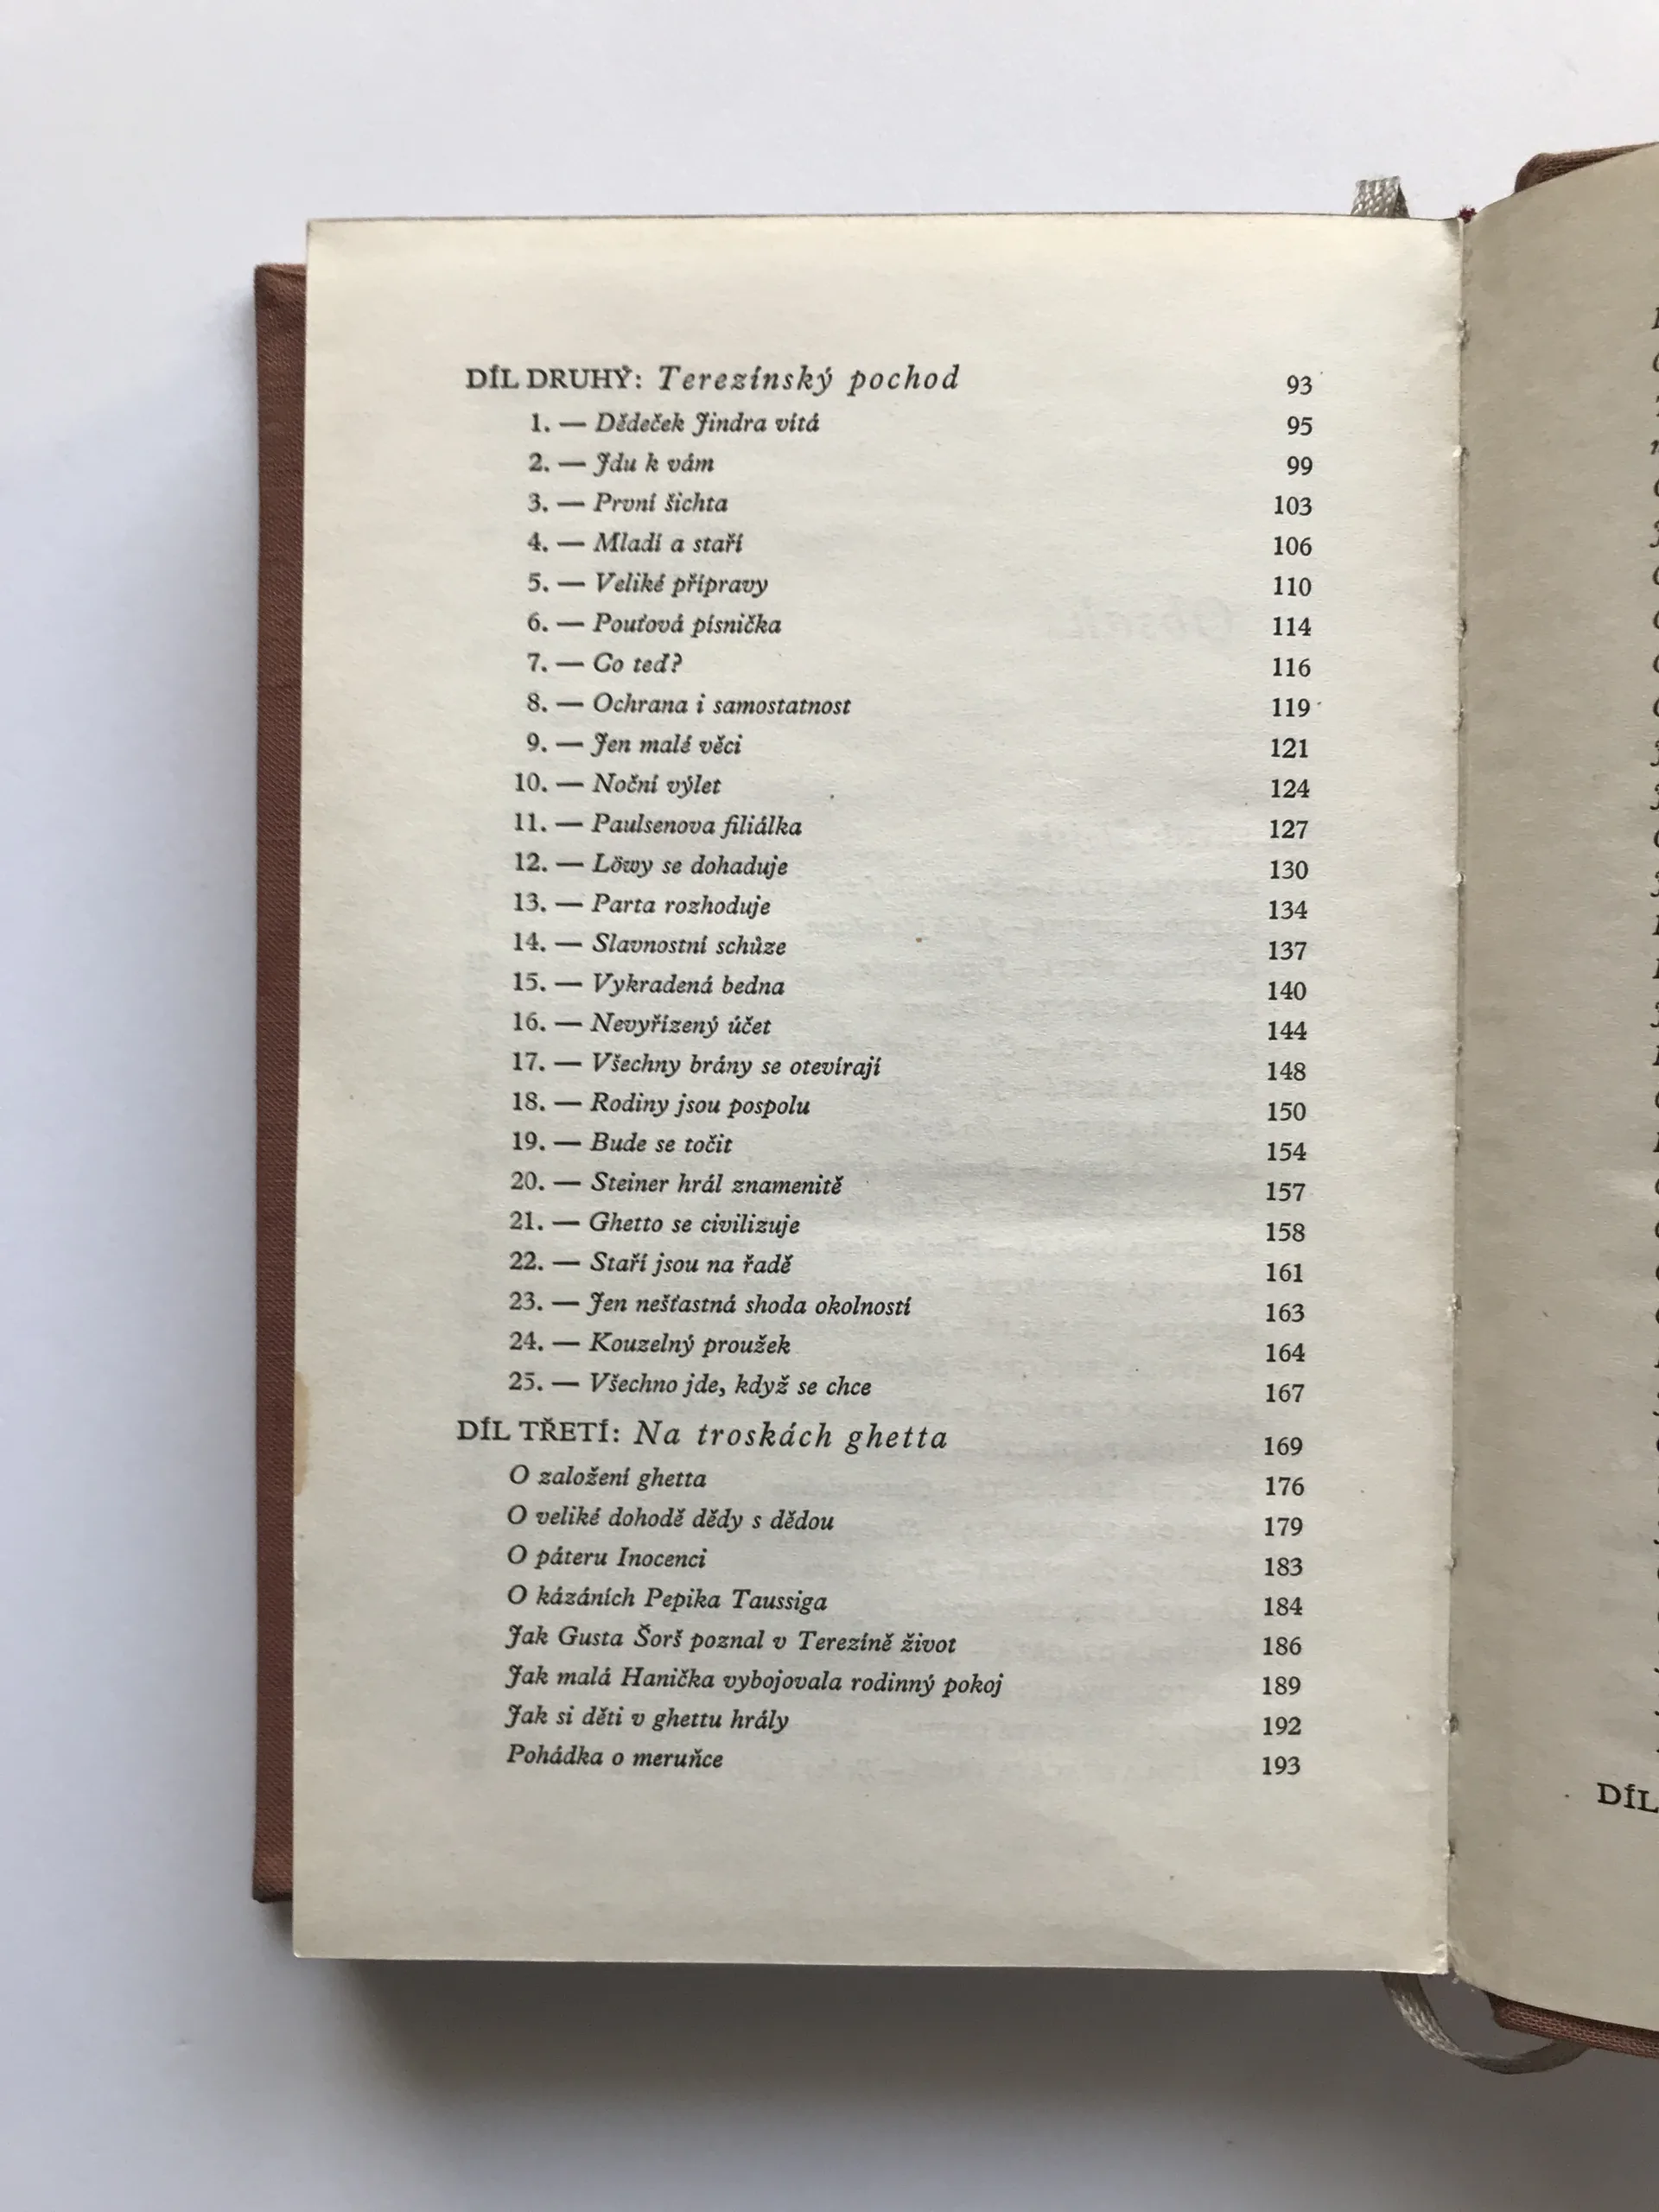 DÍL DRUHÝ: Terezínský pochod 93
1. — Dědeček Jindra vítá 95
2. — Jdu k vám 99
3. — První šichta 103
4. — Mladí a staří 106
5. — Veliké přípravy 110
6. — Pouťová písnička 114
7. — Co teď? 116
8. — Ochrana i samostatnost 119
9. — Jen malé věci 121
10. — Noční výlet 124
11. — Paulsenova filiálka 127
12. — Löwy se dohaduje 130
13. — Parta rozhoduje 134
14. — Slavnostní schůze 137
15. — Vykradená bedna 140
16. — Nevyřízený účet 144
17. — Všechny brány se otevírají 148
18. — Rodiny jsou pospolu 150
19. — Bude se točit 154
20. — Steiner hrál znamenitě 157
21. — Ghetto se civilizuje 158
22. — Staří jsou na řadě 161
23. — Jen nešťastná shoda okolností 163
24. — Kouzelný proužek 164
25. — Všechno jde, když se chce 167
DÍL TŘETÍ: Na troskách ghetta 169
O založení ghetta 176
O veliké dohodě dědy s dědou 179
O páteru Inocenci 183
O kázáních Pepika Taussiga 184
Jak Gusta Šorš poznal v Terezíně život 186
Jak malá Hanička vybojovala rodinný pokoj 189
Jak si děti v ghettu hrály 192
Pohádka o meruňce 193
DÍL